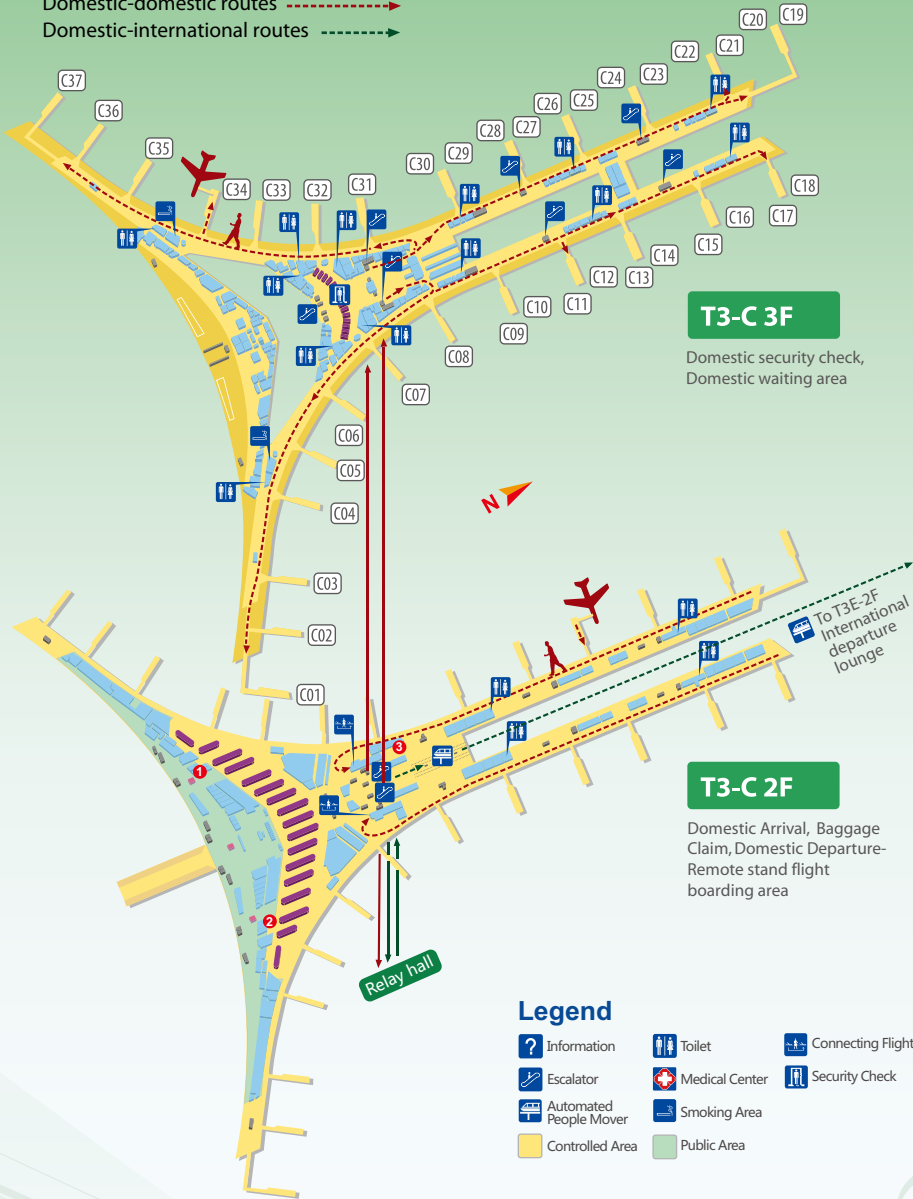 Domestic-domestic routes
Domestic-international routes
C20
C19
C22
C21
C24
C23
C26
C25
C28
C27
C30
C29
C37
C36
C35
C34
C33
C32
C31
C18
C17
C16
C15
C14
C13
C12
C11
C10
C09
C08
C07
C06
C05
C04
C03
C02
C01
T3-C 3F
Domestic security check,
Domestic waiting area
N
To T3E-2F
International
departure
lounge
1
2
3
T3-C 2F
Domestic Arrival, Baggage
Claim, Domestic Departure-
Remote stand flight
boarding area
Relay hall
Legend
? Information
Toilet
Connecting Flight
Escalator
Medical Center
Security Check
Automated
People Mover
Smoking Area
Controlled Area
Public Area